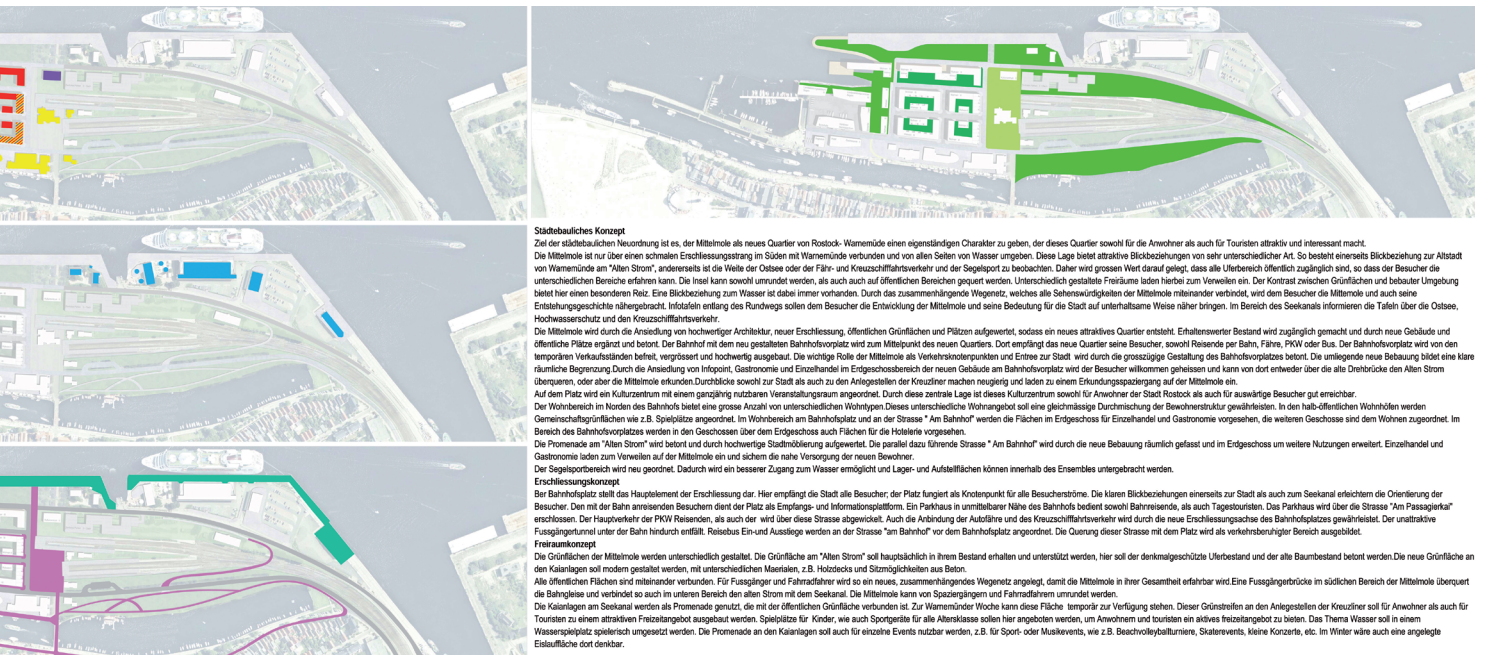 Städtebauliches Konzept
Ziel der städtebaulichen Neuordnung ist es, der Mittelmole als neues Quartier von Rostock- Warnemüde einen eigenständigen Charakter zu geben, der dieses Quartier sowohl für die Anwohner als auch für Touristen attraktiv und interessant macht.
Die Mittelmole ist nur über einen schmalen Erschliessungsstrang im Süden mit Warnemünde verbunden und von allen Seiten von Wasser umgeben. Diese Lage bietet attraktive Blickbeziehungen von sehr unterschiedlicher Art. So besteht einerseits Blickbeziehung zur Altstadt
von Warnemünde am "Alten Strom", andererseits ist die Weite der Ostsee oder der Fähr- und Kreuzschifffahrtsverkehr und der Segelsport zu beobachten. Daher wird grossen Wert darauf gelegt, dass alle Uferbereich öffentlich zugänglich sind, so dass der Besucher die
unterschiedlichen Bereiche erfahren kann. Die Insel kann sowohl umrundet werden, als auch auch auf öffentlichen Bereichen gequert werden. Unterschiedlich gestaltete Freiräume laden hierbei zum Verweilen ein. Der Kontrast zwischen Grünflächen und bebauter Umgebung
bietet hier einen besonderen Reiz. Eine Blickbeziehung zum Wasser ist dabei immer vorhanden. Durch das zusammenhängende Wegenetz, welches alle Sehenswürdigkeiten der Mittelmole miteinander verbindet, wird dem Besucher die Mittemole und auch seine
Entstehungsgeschichte nähergebracht. Infotafeln entlang des Rundwegs sollen dem Besucher die Entwicklung der Mittelmole und seine Bedeutung für die Stadt auf unterhaltsame Weise näher bringen. Im Bereich des Seekanals informieren die Tafeln über die Ostsee,
Hochwasserschutz und den Kreuzschifffahrtsverkehr.
Die Mittelmole wird durch die Ansiedlung von hochwertiger Architektur, neuer Erschliessung, öffentlichen Grünflächen und Plätzen aufgewertet, sodass ein neues attraktives Quartier entsteht. Erhaltenswerter Bestand wird zugänglich gemacht und durch neue Gebäude und
öffentliche Plätze ergänzt und betont. Der Bahnhof mit dem neu gestalteten Bahnhofsvorplatz wird zum Mittelpunkt des neuen Quartiers. Dort empfängt das neue Quartier seine Besucher, sowohl Reisende per Bahn, Fähre, PKW oder Bus. Der Bahnhofsvorplatz wird von den
temporären Verkaufsständen befreit, vergrössert und hochwertig ausgebaut. Die wichtige Rolle der Mittelmole als Verkehrsknotenpunkten und Entree zur Stadt wird durch die grosszügige Gestaltung des Bahnhofsvorplatzes betont. Die umliegende neue Bebauung bildet eine klare
räumliche Begrenzung.Durch die Ansiedlung von Infopoint, Gastronomie und Einzelhandel im Erdgeschossbereich der neuen Gebäude am Bahnhofsvorplatz wird der Besucher willkommen geheissen und kann von dort entweder über die alte Drehbrücke den Alten Strom
überqueren, oder aber die Mittelmole erkunden.Durchblicke sowohl zur Stadt als auch zu den Anlegestellen der Kreuzliner machen neugierig und laden zu einem Erkundungsspaziergang auf der Mittelmole ein.
Auf dem Platz wird ein Kulturzentrum mit einem ganzjährig nutzbaren Veranstaltungsraum angeordnet. Durch diese zentrale Lage ist dieses Kulturzentrum sowohl für Anwohner der Stadt Rostock als auch für auswärtige Besucher gut erreichbar.
Der Wohnbereich im Norden des Bahnhofs bietet eine grosse Anzahl von unterschiedlichen Wohntypen.Dieses unterschiedliche Wohnangebot soll eine gleichmässige Durchmischung der Bewohnerstruktur gewährleisten. In den halb-öffentlichen Wohnhöfen werden
Gemeinschaftsgrünflächen wie z.B. Spielplätze angeordnet. Im Wohnbereich am Bahnhofsplatz und an der Strasse " Am Bahnhof" werden die Flächen im Erdgeschoss für Einzelhandel und Gastronomie vorgesehen, die weiteren Geschosse sind dem Wohnen zugeordnet. Im
Bereich des Bahnhofsvorplatzes werden in den Geschossen über dem Erdgeschoss auch Flächen für die Hotelerie vorgesehen.
Die Promenade am "Alten Strom" wird betont und durch hochwertige Stadtmöblierung aufgewertet. Die parallel dazu führende Strasse " Am Bahnhof" wird durch die neue Bebauung räumlich gefasst und im Erdgeschoss um weitere Nutzungen erweitert. Einzelhandel und
Gastronomie laden zum Verweilen auf der Mittelmole ein und sichern die nahe Versorgung der neuen Bewohner.
Der Segelsportbereich wird neu geordnet. Dadurch wird ein besserer Zugang zum Wasser ermöglicht und Lager- und Aufstellflächen können innerhalb des Ensembles untergebracht werden.
Erschliessungskonzept
Ber Bahnhofsplatz stellt das Hauptelement der Erschliessung dar. Hier empfängt die Stadt alle Besucher; der Platz fungiert als Knotenpunkt für alle Besucherströme. Die klaren Blickbeziehungen einerseits zur Stadt als auch zum Seekanal erleichtern die Orientierung der
Besucher. Den mit der Bahn anreisenden Besuchern dient der Platz als Empfangs- und Informationsplattform. Ein Parkhaus in unmittelbarer Nähe des Bahnhofs bedient sowohl Bahnreisende, als auch Tagestouristen. Das Parkhaus wird über die Strasse "Am Passagierkai"
erschlossen. Der Hauptverkehr der PKW Reisenden, als auch der wird über diese Strasse abgewickelt. Auch die Anbindung der Autofähre und des Kreuzschifffahrtsverkehr wird durch die neue Erschliessungsachse des Bahnhofsplatzes gewährleistet. Der unattraktive
Fussgängertunnel unter der Bahn hindurch entfällt. Reisebus Ein-und Ausstiege werden an der Strasse "am Bahnhof" vor dem Bahnhofsplatz angeordnet. Die Querung dieser Strasse mit dem Platz wird als verkehrsberuhigter Bereich ausgebildet.
Freiraumkonzept
Die Grünflächen der Mittelmole werden unterschiedlich gestaltet. Die Grünfläche am "Alten Strom" soll hauptsächlich in ihrem Bestand erhalten und unterstützt werden, hier soll der denkmalgeschützte Uferbestand und der alte Baumbestand betont werden.Die neue Grünfläche an
den Kaianlagen soll modern gestaltet werden, mit unterschiedlichen Maerialen, z.B. Holzdecks und Sitzmöglichkeiten aus Beton.
Alle öffentlichen Flächen sind miteinander verbunden. Für Fussgänger und Fahrradfahrer wird so ein neues, zusammenhängendes Wegenetz angelegt, damit die Mittelmole in ihrer Gesamtheit erfahrbar wird.Eine Fussgängerbrücke im südlichen Bereich der Mittelmole überquert
die Bahngleise und verbindet so auch im unteren Bereich den alten Strom mit dem Seekanal. Die Mittelmole kann von Spaziergängern und Fahrradfahrern umrundet werden.
Die Kaianlagen am Seekanal werden als Promenade genutzt, die mit der öffentlichen Grünfläche verbunden ist. Zur Warnemünder Woche kann diese Fläche temporär zur Verfügung stehen. Dieser Grünstreifen an den Anlegestellen der Kreuzliner soll für Anwohner als auch für
Touristen zu einem attraktiven Freizeitangebot ausgebaut werden. Spielplätze für Kinder, wie auch Sportgeräte für alle Altersklasse sollen hier angeboten werden, um Anwohnern und touristen ein aktives freizeitangebot zu bieten. Das Thema Wasser soll in einem
Wasserspielplatz spielerisch umgesetzt werden. Die Promenade an den Kaianlagen soll auch für einzelne Events nutzbar werden, z.B. für Sport- oder Musikevents, wie z.B. Beachvolleyballturniere, Skaterevents, kleine Konzerte, etc. Im Winter wäre auch eine angelegte
Eislauffläche dort denkbar.